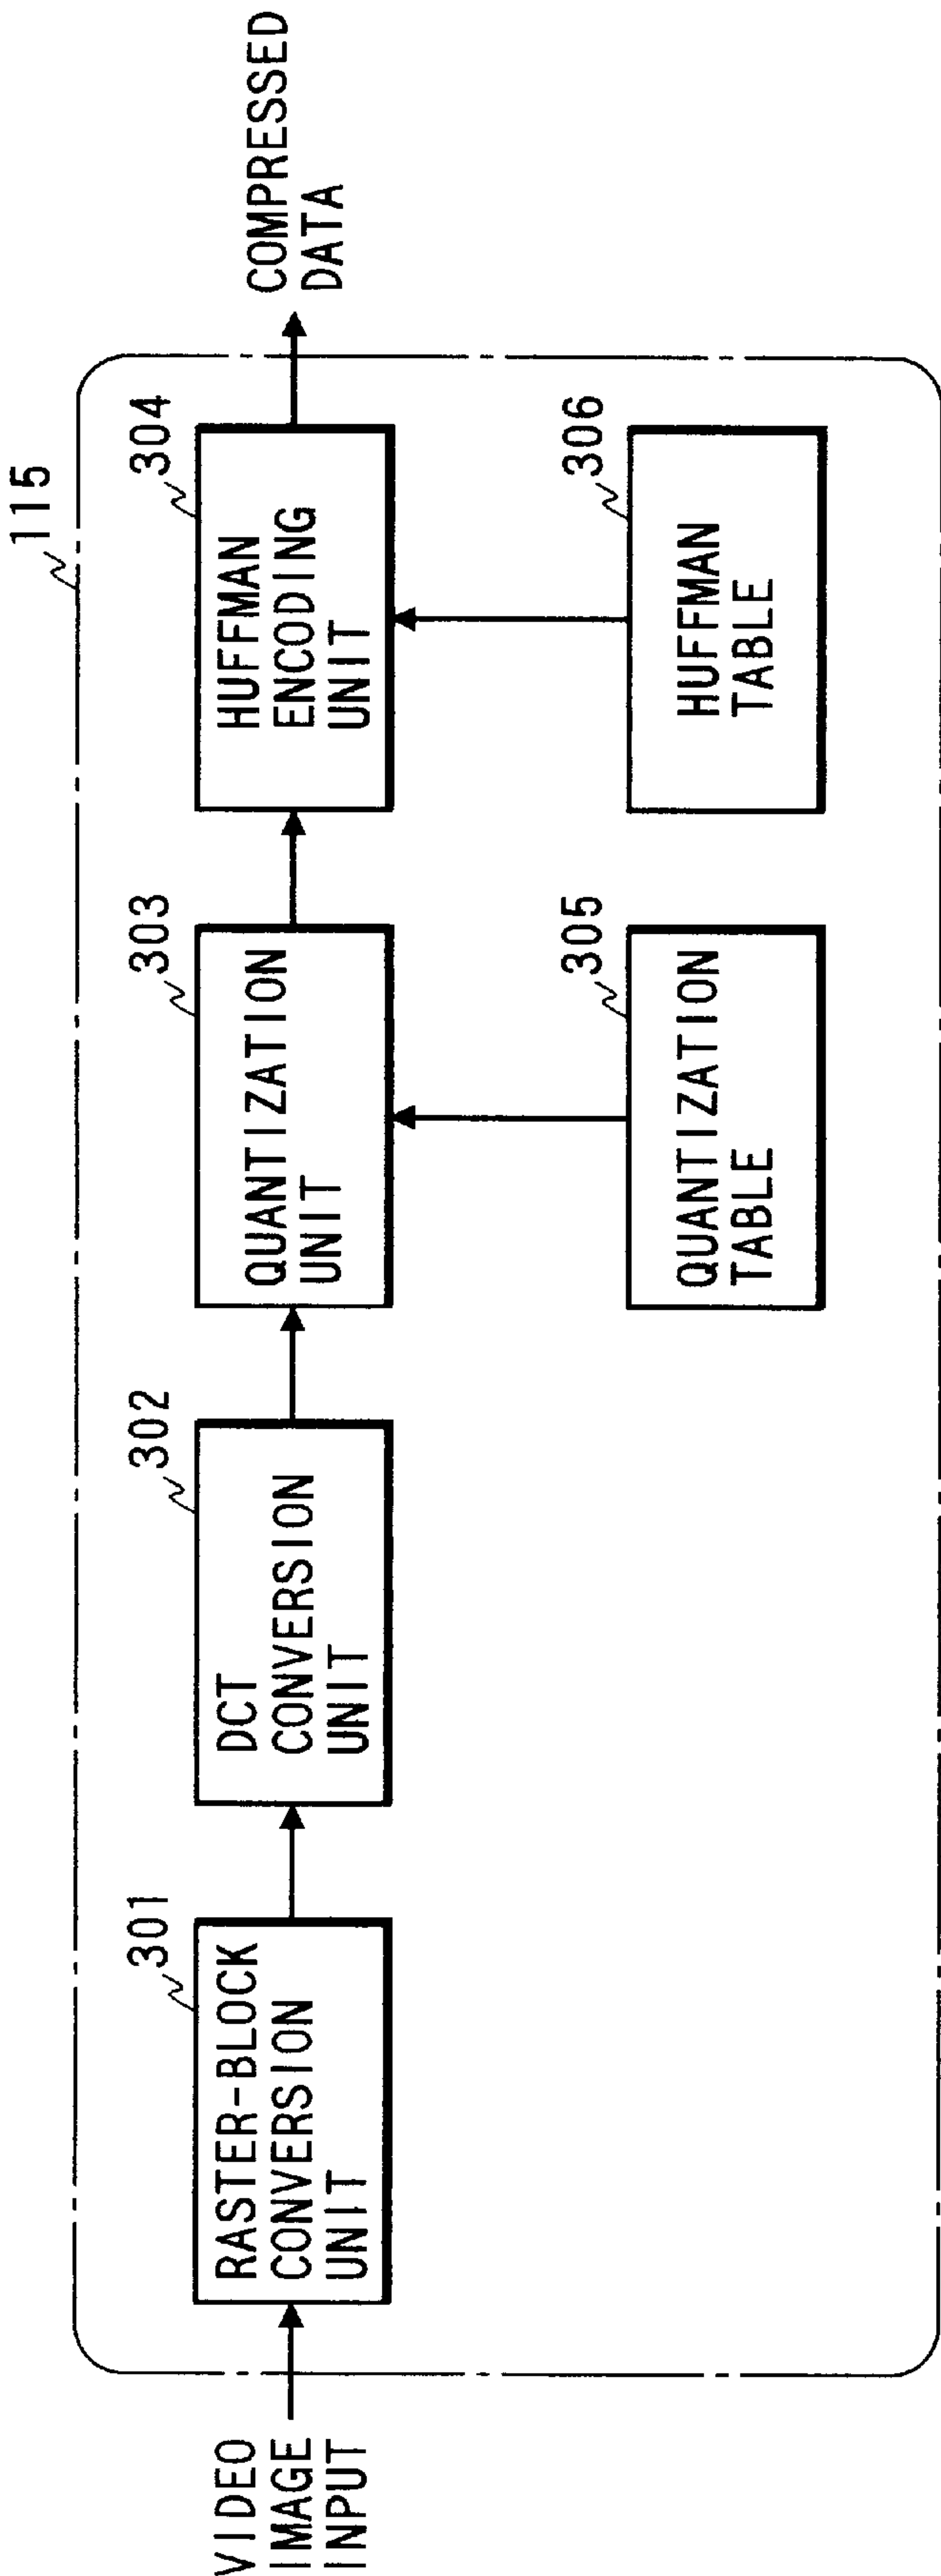 115
VIDEO
IMAGE
INPUT
301
RASTER-BLOCK
CONVERSION
UNIT
302
DCT
CONVERSION
UNIT
303
QUANTIZATION
UNIT
304
HUFFMAN
ENCODING
UNIT
COMPRESSED
DATA
305
QUANTIZATION
TABLE
306
HUFFMAN
TABLE